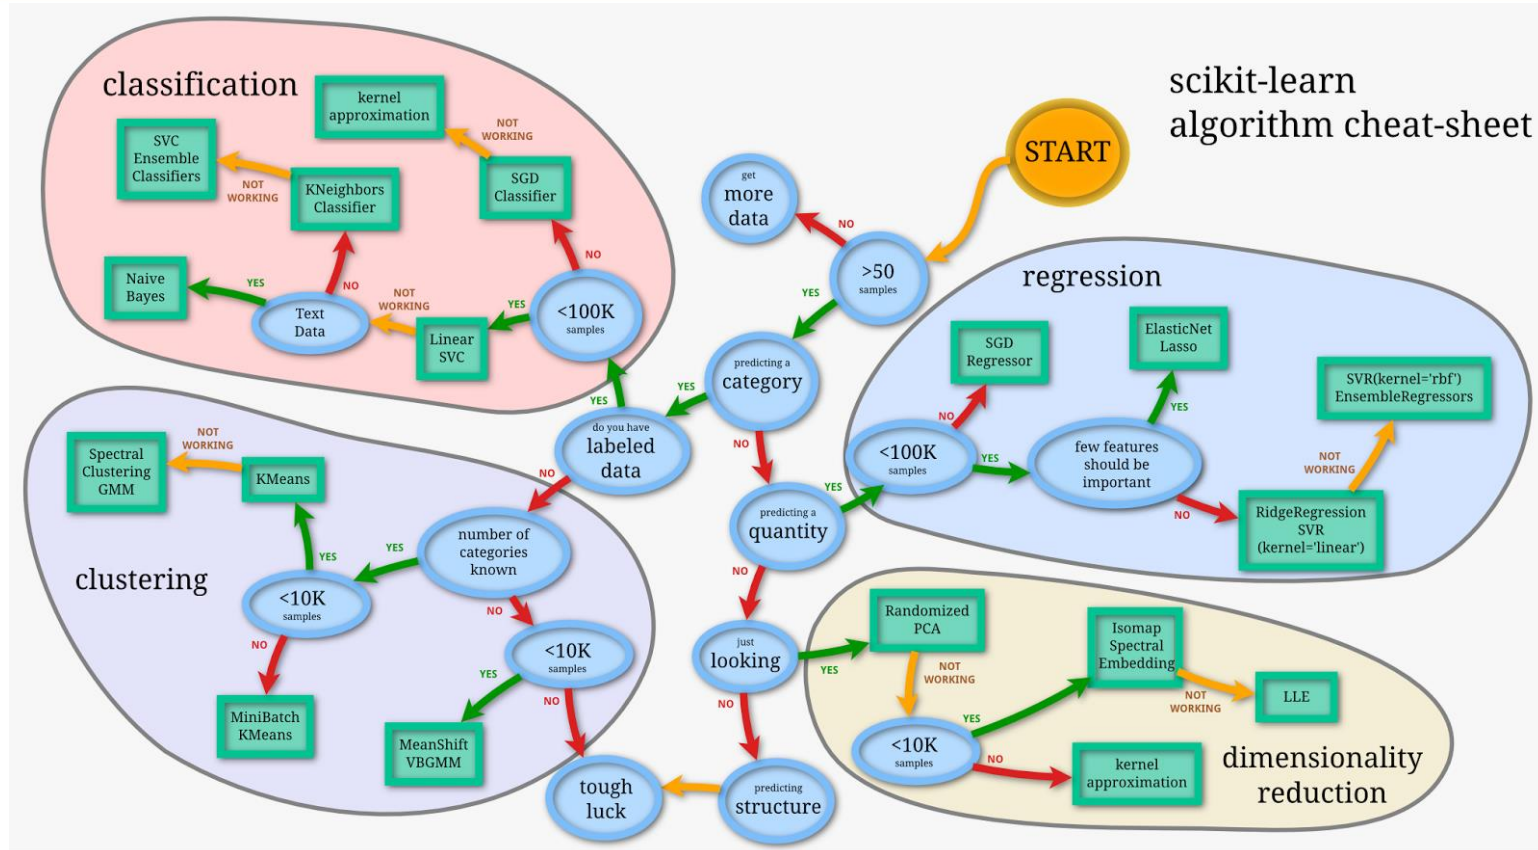 scikit-learn
algorithm cheat-sheet
START
>50
samples
NO
get
more
data
YES
predicting a
category
YES
do you have
labeled
data
YES
classification
<100K
samples
NO
SGD
Classifier
NOT
WORKING
kernel
approximation
YES
Linear
SVC
NOT
WORKING
Text
Data
YES
Naive
Bayes
NO
KNeighbors
Classifier
NOT
WORKING
SVC
Ensemble
Classifiers
NO
clustering
number of
categories
known
YES
<10K
samples
YES
KMeans
NOT
WORKING
Spectral
Clustering
GMM
NO
MiniBatch
KMeans
NO
<10K
samples
YES
MeanShift
VBGMM
NO
tough
luck
NO
predicting a
quantity
YES
regression
<100K
samples
NO
SGD
Regressor
YES
few features
should be
important
YES
ElasticNet
Lasso
NO
RidgeRegression
SVR
(kernel='linear')
NOT
WORKING
SVR(kernel='rbf')
EnsembleRegressors
NO
just
looking
YES
dimensionality
reduction
Randomized
PCA
NOT
WORKING
<10K
samples
YES
Isomap
Spectral
Embedding
NOT
WORKING
LLE
NO
kernel
approximation
NO
predicting
structure